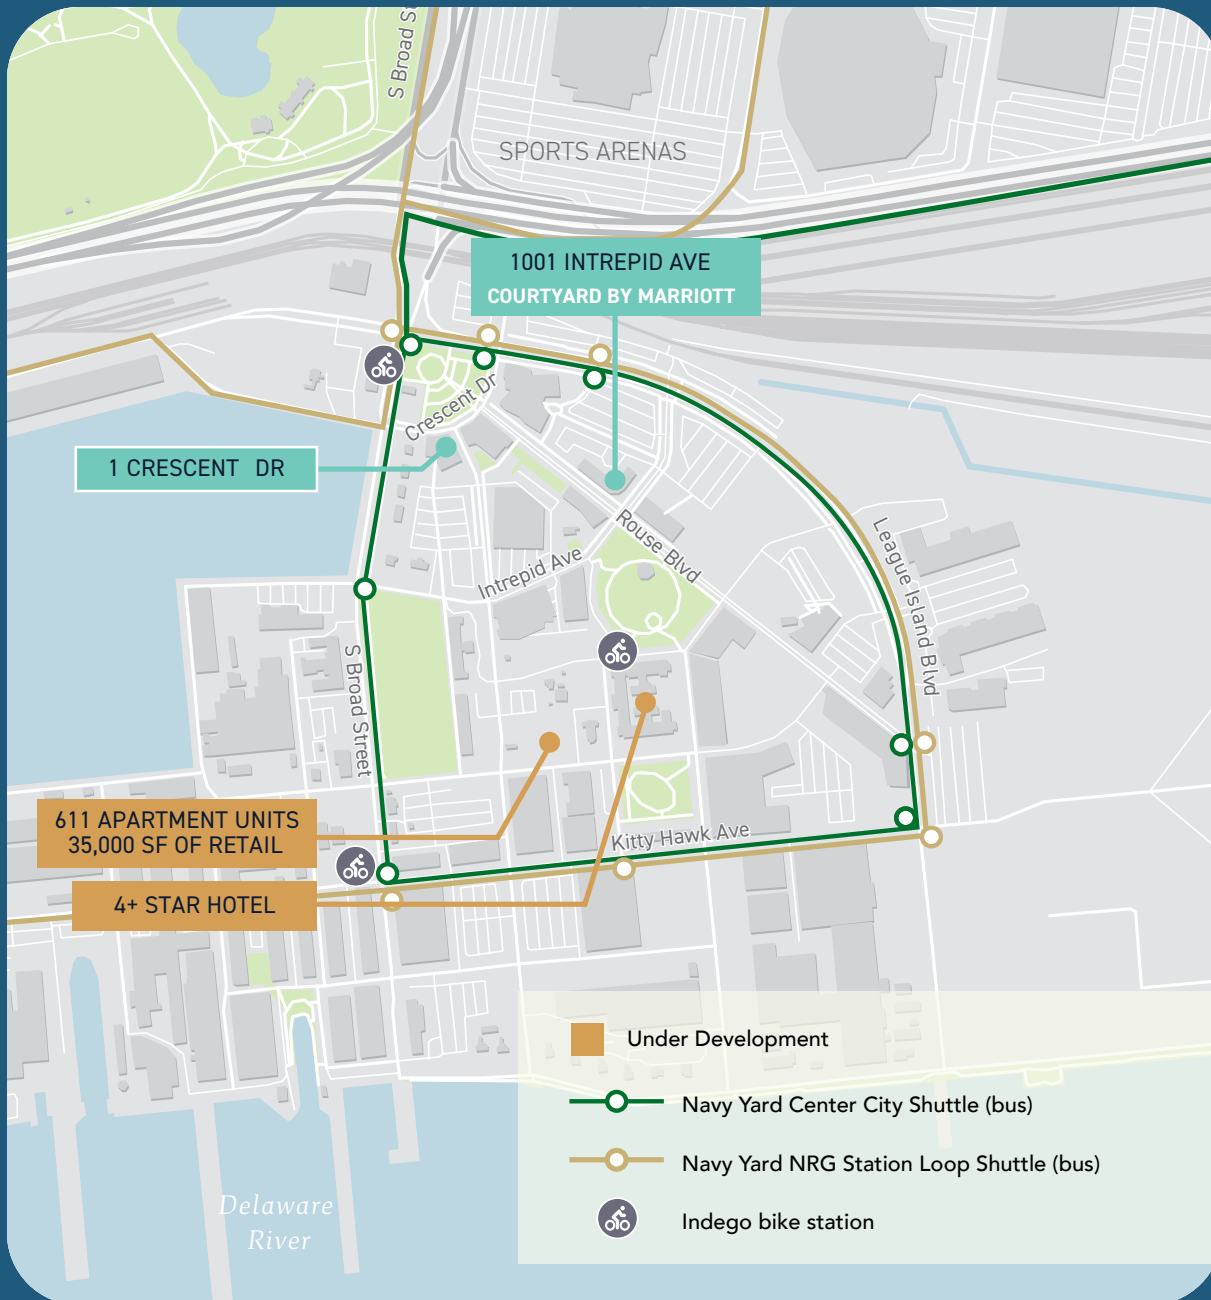 S Broad St
SPORTS ARENAS
1001 INTREPID AVE
COURTYARD BY MARRIOTT
Crescent Dr
1 CRESCENT DR
Rouse Blvd
Intrepid Ave
League Island Blvd
S Broad Street
611 APARTMENT UNITS
35,000 SF OF RETAIL
Kitty Hawk Ave
4+ STAR HOTEL
Under Development
Navy Yard Center City Shuttle (bus)
Navy Yard NRG Station Loop Shuttle (bus)
Indego bike station
Delaware
River